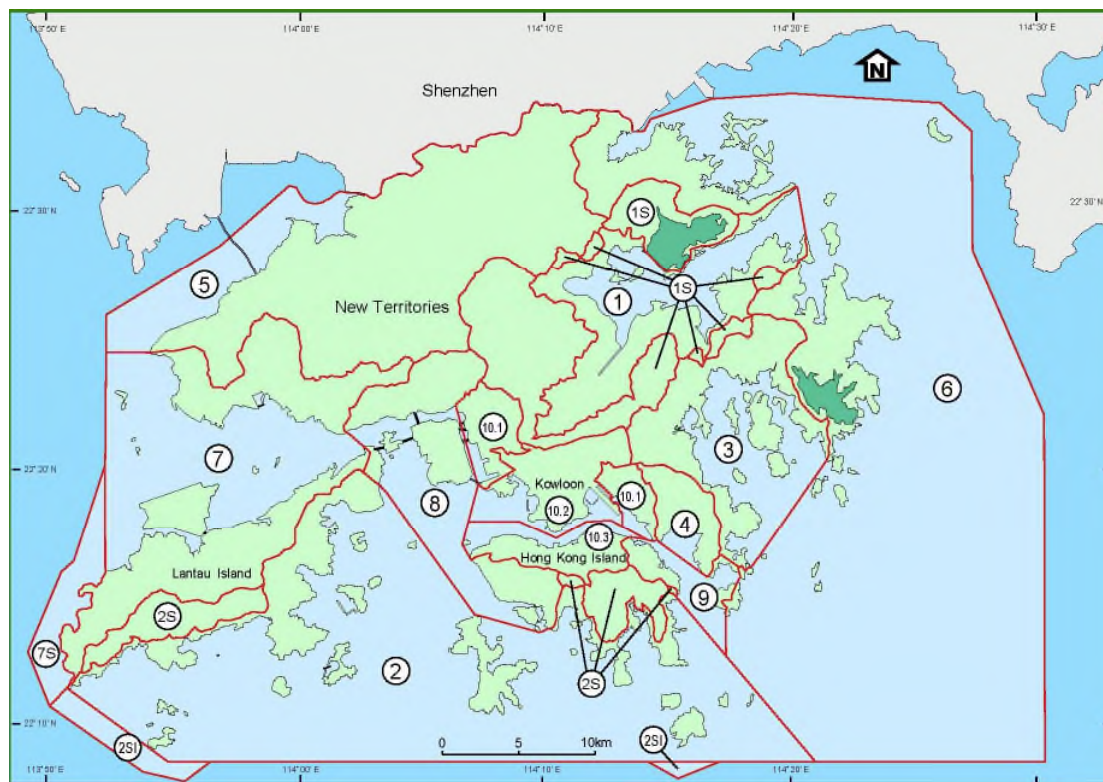 113°50' E
114°00' E
114°10' E
114°20' E
114°30' E
N
Shenzhen
22°30' N
22°30' N
1S
5
1
1S
New Territories
6
10.1
3
7
22°30' N
Kowloon
10.1
8
10.2
4
10.3
Hong Kong Island
Lantau Island
9
2S
7S
2
2S
22°10' N
2SI
2SI
0 5 10km
113°50' E
114°00' E
114°10' E
114°20' E